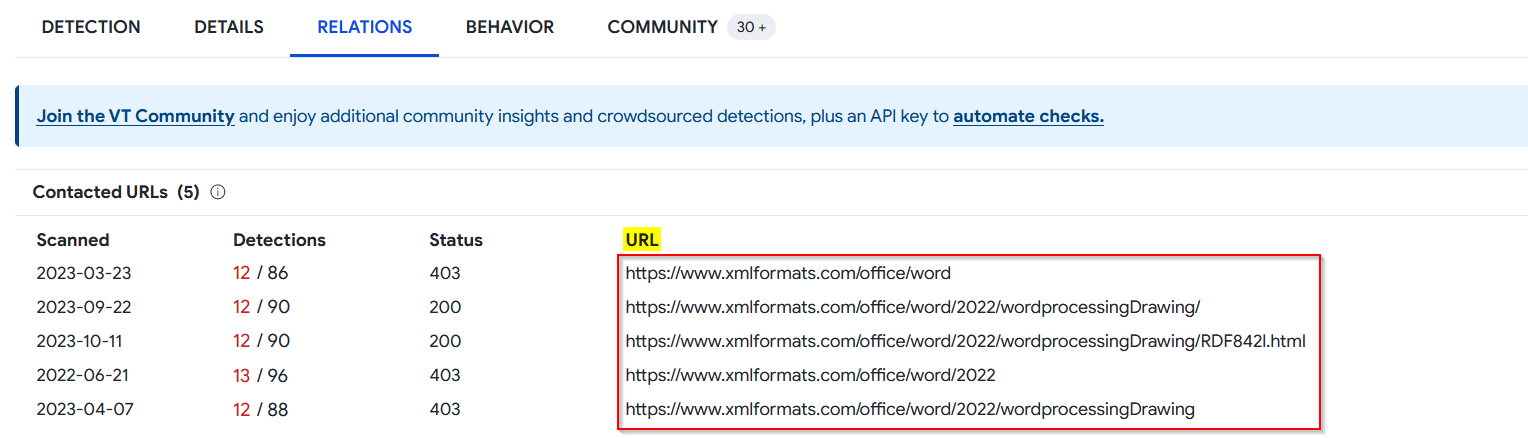 DETECTION DETAILS RELATIONS BEHAVIOR COMMUNITY 30 +
Join the VT Community and enjoy additional community insights and crowdsourced detections, plus an API key to automate checks.
Contacted URLs (5)
Scanned Detections Status URL
2023-03-23 12 / 86 403 https://www.xmlformats.com/office/word
2023-09-22 12 / 90 200 https://www.xmlformats.com/office/word/2022/wordprocessingDrawing/
2023-10-11 12 / 90 200 https://www.xmlformats.com/office/word/2022/wordprocessingDrawing/RDF842l.html
2022-06-21 13 / 96 403 https://www.xmlformats.com/office/word/2022
2023-04-07 12 / 88 403 https://www.xmlformats.com/office/word/2022/wordprocessingDrawing